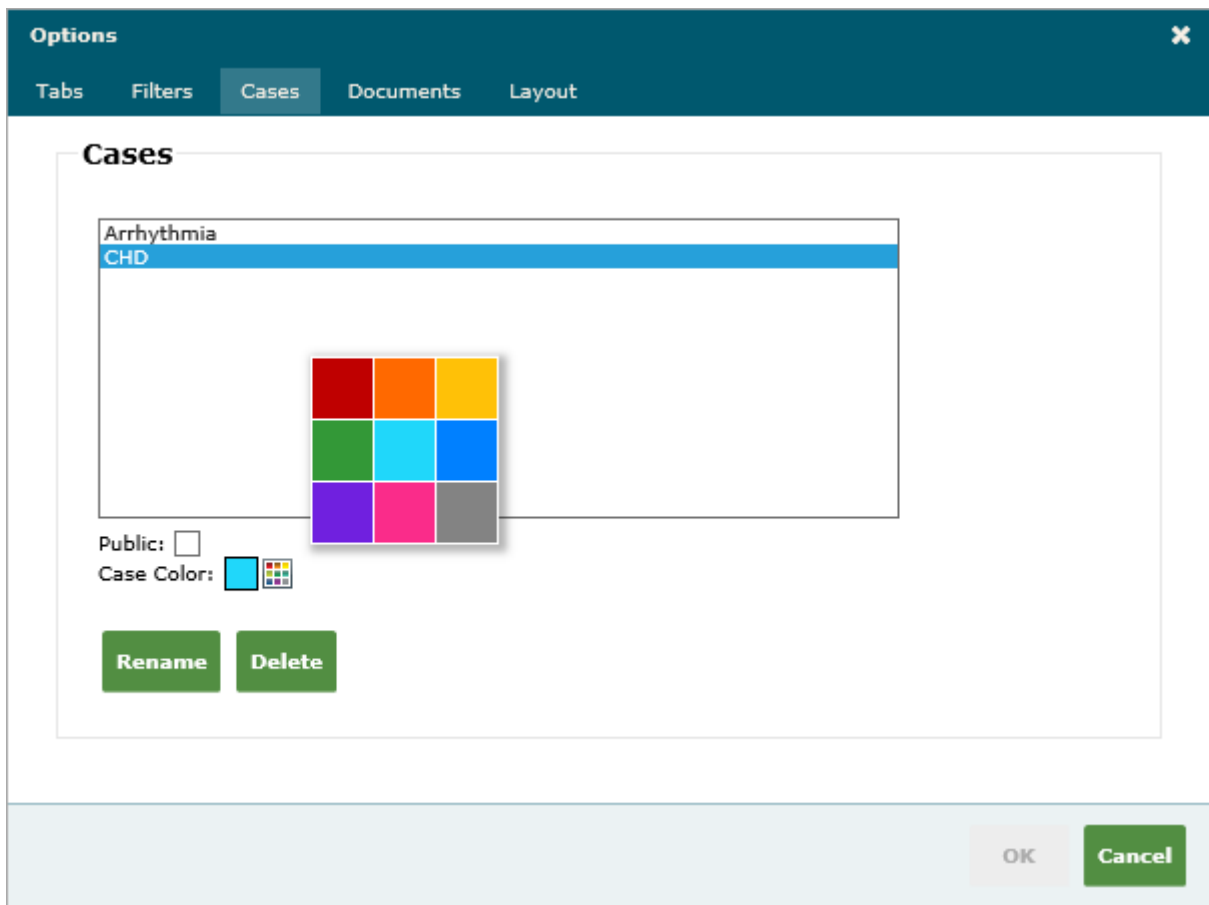 Options
Tabs Filters Cases Documents Layout
Cases
Arrhythmia
CHD
Public:
Case Color:
Rename Delete
OK Cancel